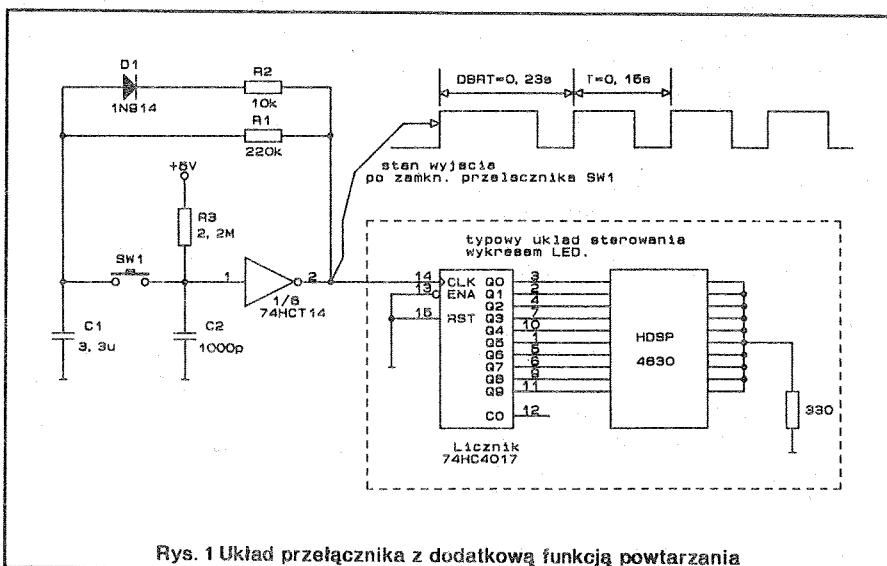 D1
1N914
R2
10k
R1
220k
DBRT=0, 23s
T=0, 15s
stan wyjscia
po zamkn. przelacznika SW1
+5V
R3
2, 2M
SW1
1
2
1/6
74HCT14
C1
3, 3u
C2
1000p
typowy uklad sterowania
wykresem LED.
14
CLK
13
ENA
15
RST
Q0
3
Q1
2
Q2
4
Q3
7
Q4
10
Q5
1
Q6
5
Q7
6
Q8
9
Q9
11
CO
12
Licznik
74HC4017
HDSP
4830
330
Rys. 1 Układ przełącznika z dodatkową funkcją powtarzania